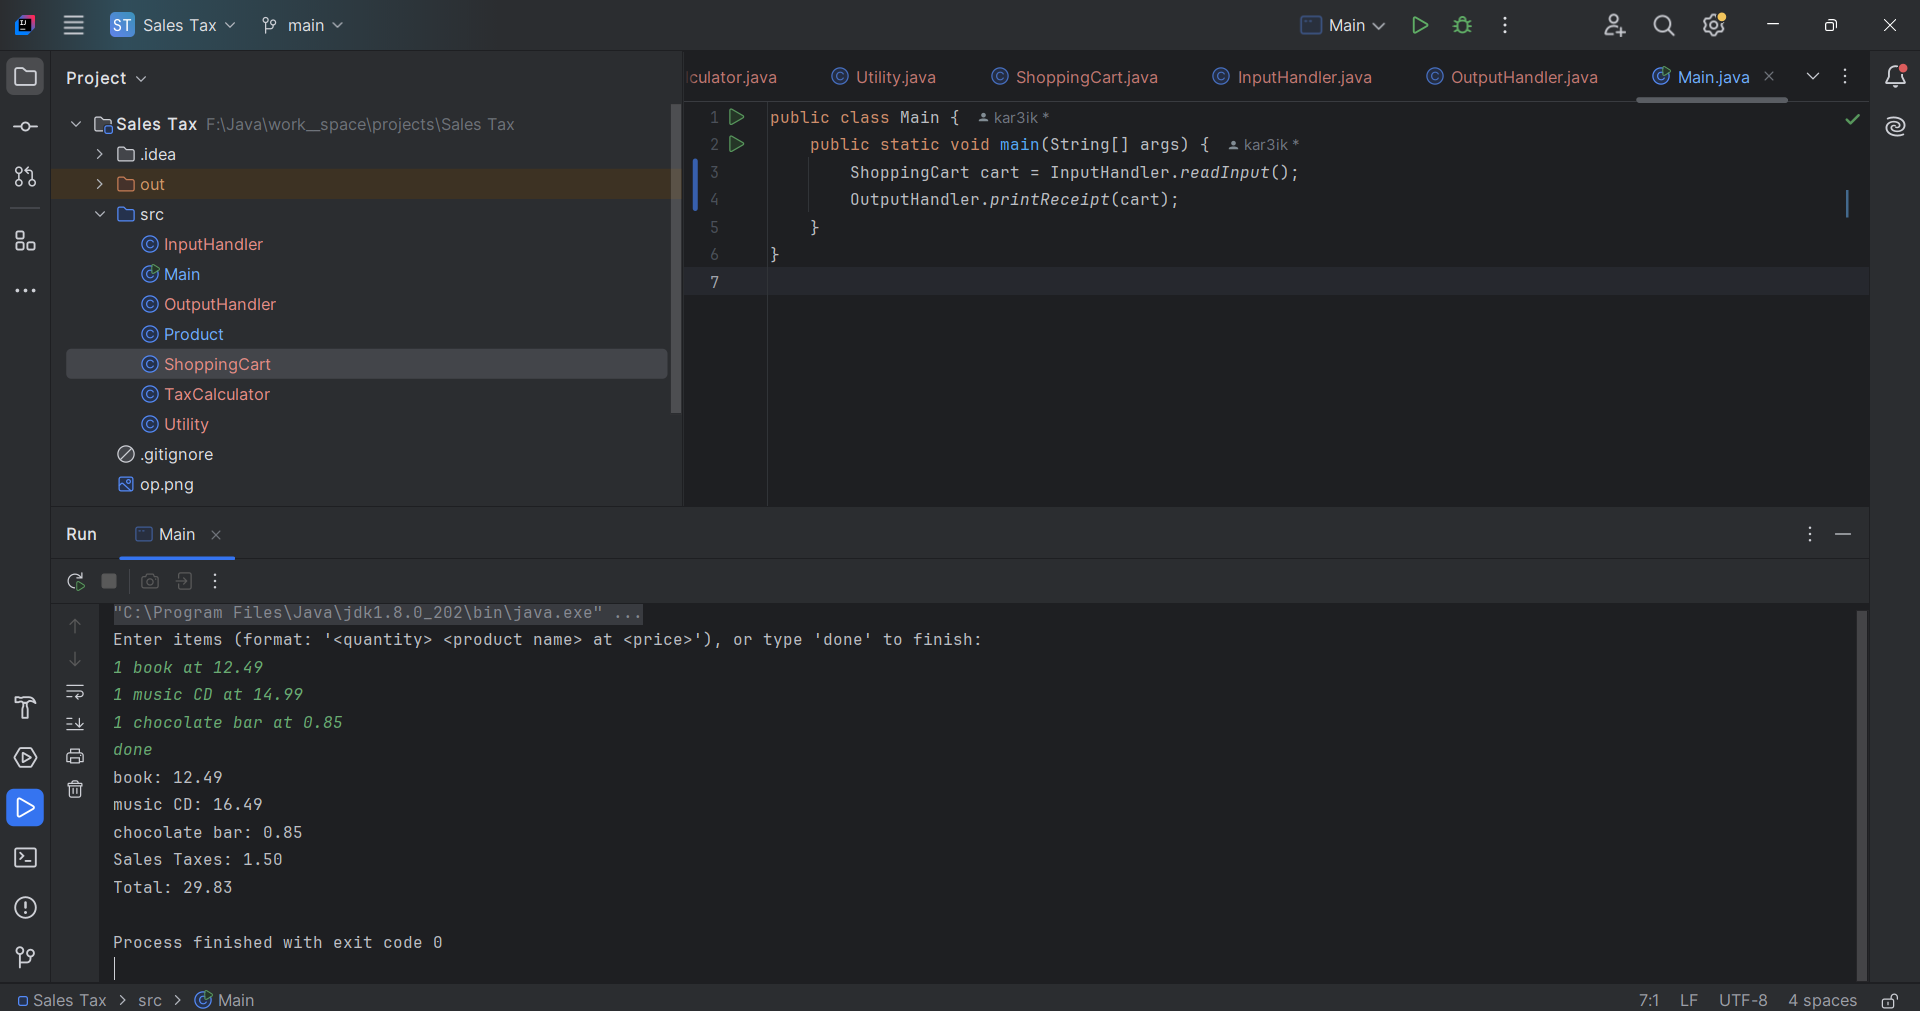 ST Sales Tax main Main
Project
Sales Tax F:\Java\work__space\projects\Sales Tax
.idea
out
src
InputHandler
Main
OutputHandler
Product
ShoppingCart
TaxCalculator
Utility
.gitignore
op.png
culator.java Utility.java ShoppingCart.java InputHandler.java OutputHandler.java Main.java
1 public class Main { kar3ik *
2 public static void main(String[] args) { kar3ik *
3 ShoppingCart cart = InputHandler.readInput();
4 OutputHandler.printReceipt(cart);
5 }
6 }
7
Run Main
"C:\Program Files\Java\jdk1.8.0_202\bin\java.exe" ...
Enter items (format: '<quantity> <product name> at <price>'), or type 'done' to finish:
1 book at 12.49
1 music CD at 14.99
1 chocolate bar at 0.85
done
book: 12.49
music CD: 16.49
chocolate bar: 0.85
Sales Taxes: 1.50
Total: 29.83
Process finished with exit code 0
Sales Tax > src > Main 7:1 LF UTF-8 4 spaces